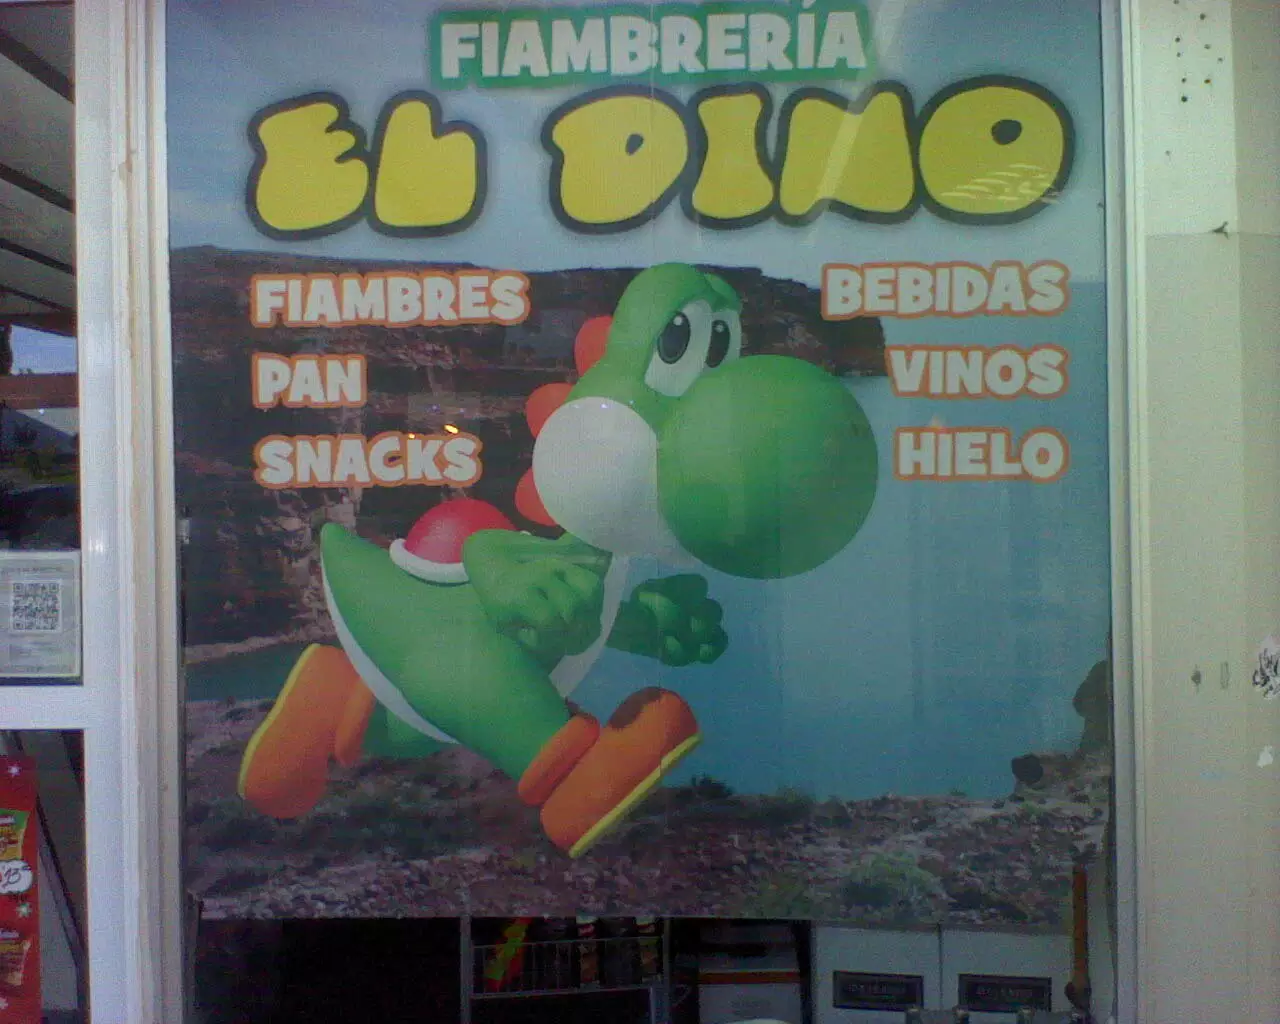 FIAMBRERÍA
EL DINO
FIAMBRES
PAN
SNACKS
BEBIDAS
VINOS
HIELO